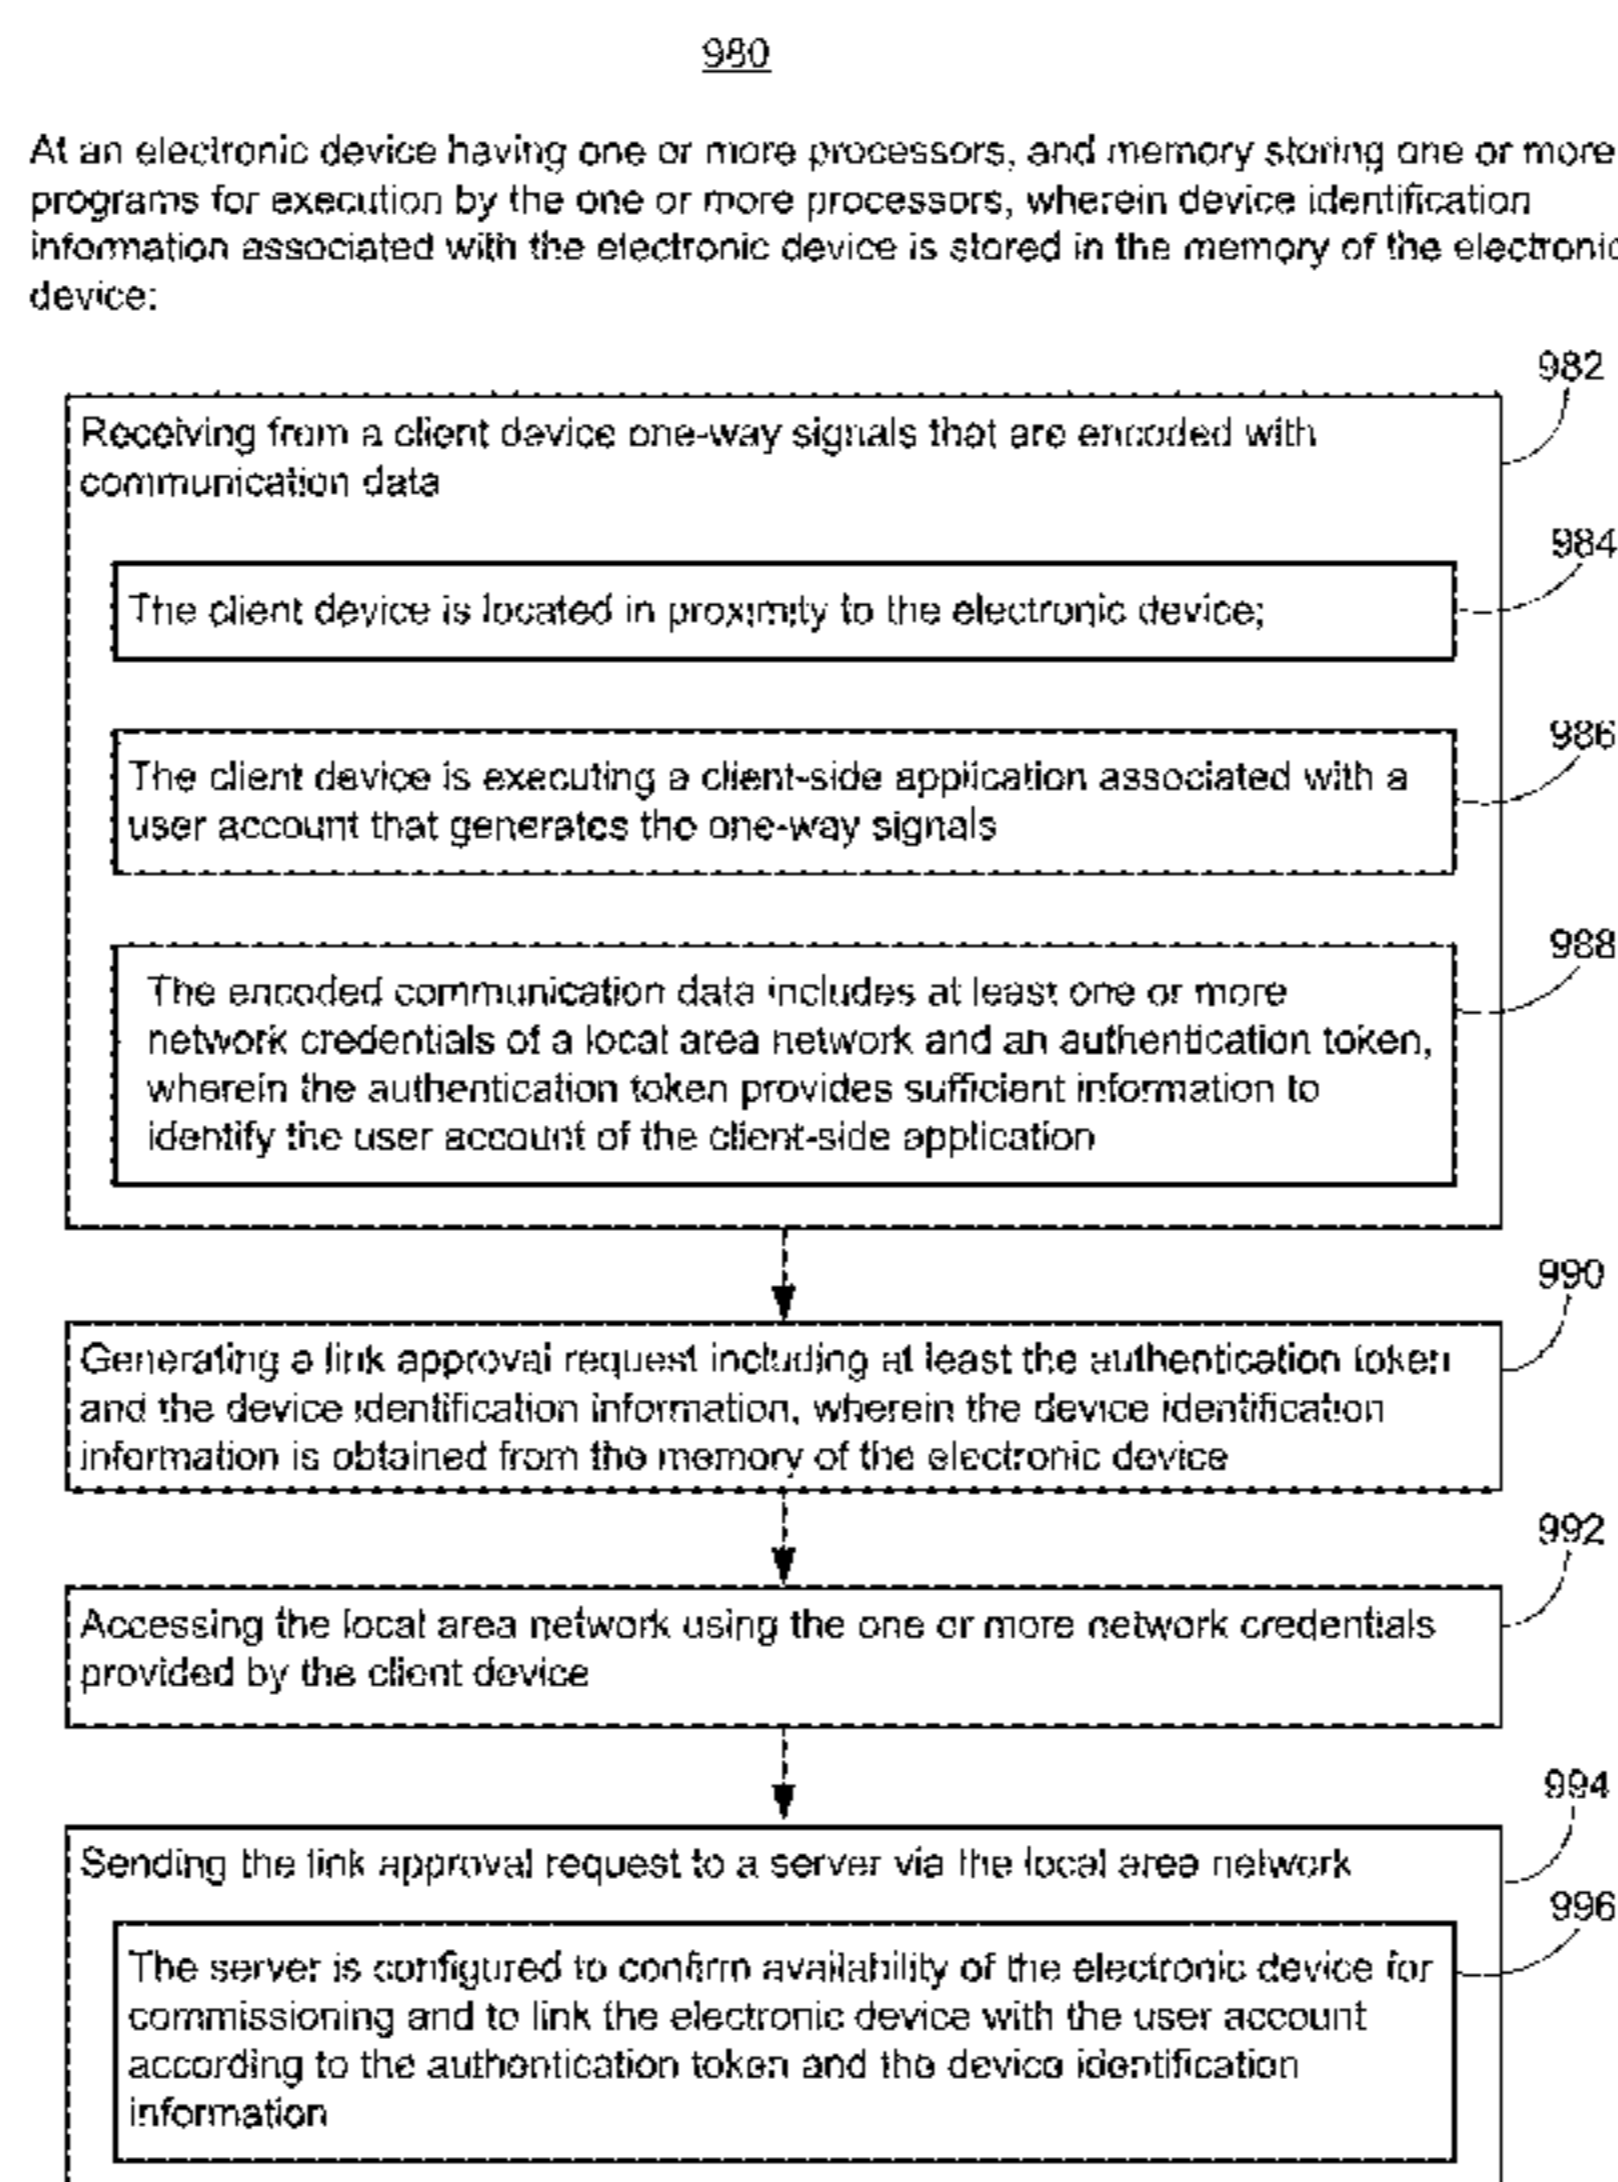 980
At an electronic device having one or more processors, and memory storing one or more
programs for execution by the one or more processors, wherein device identification
information associated with the electronic device is stored in the memory of the electronic
device:
982
Receiving from a client device one-way signals that are encoded with
communication data
984
The client device is located in proximity to the electronic device;
986
The client device is executing a client-side application associated with a
user account that generates the one-way signals
988
The encoded communication data includes at least one or more
network credentials of a local area network and an authentication token,
wherein the authentication token provides sufficient information to
identify the user account of the client-side application
990
Generating a link approval request including at least the authentication token
and the device identification information, wherein the device identification
information is obtained from the memory of the electronic device
992
Accessing the local area network using the one or more network credentials
provided by the client device
994
Sending the link approval request to a server via the local area network
996
The server is configured to confirm availability of the electronic device for
commissioning and to link the electronic device with the user account
according to the authentication token and the device identification
information